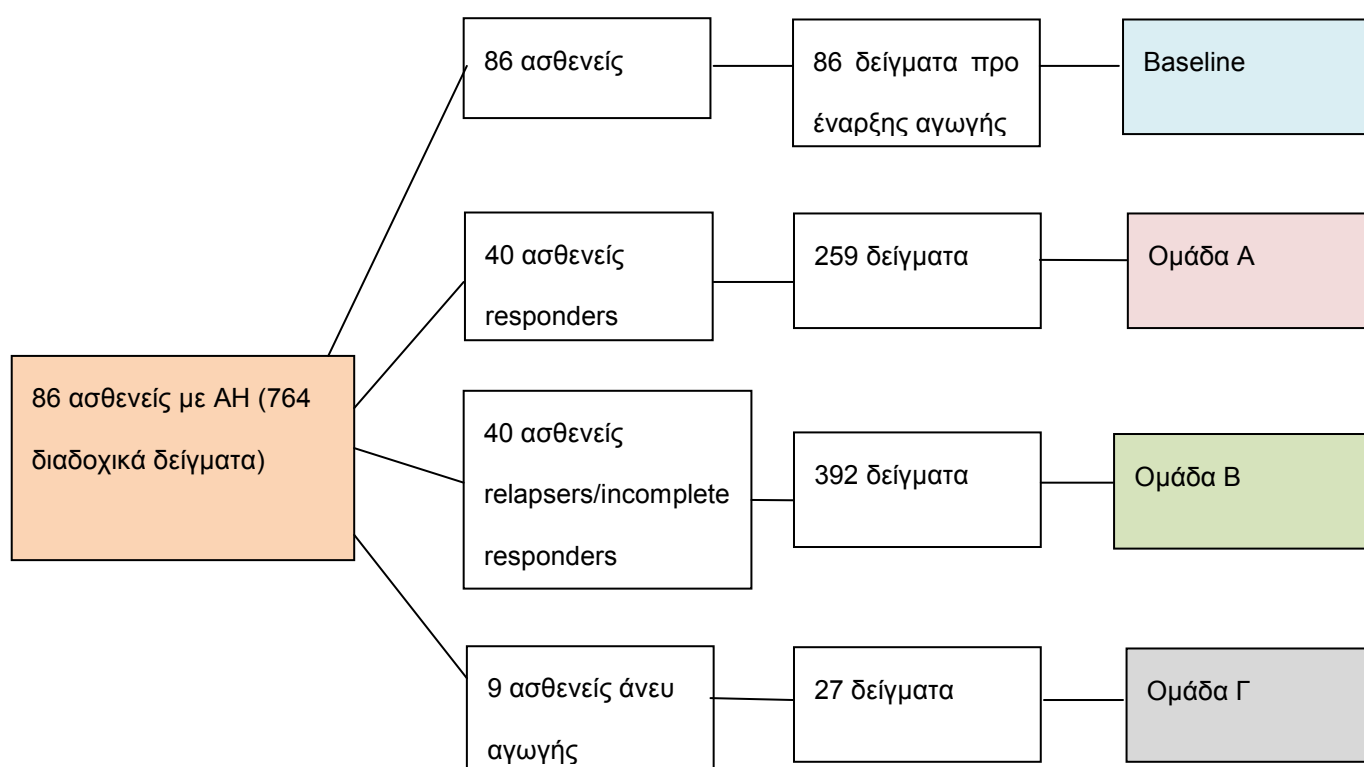 86 ασθενείς
86 δείγματα προ
έναρξης αγωγής
Baseline
40 ασθενείς
responders
259 δείγματα
Ομάδα Α
86 ασθενείς με ΑΗ (764
διαδοχικά δείγματα)
40 ασθενείς
relapsers/incomplete
responders
392 δείγματα
Ομάδα Β
9 ασθενείς άνευ
αγωγής
27 δείγματα
Ομάδα Γ